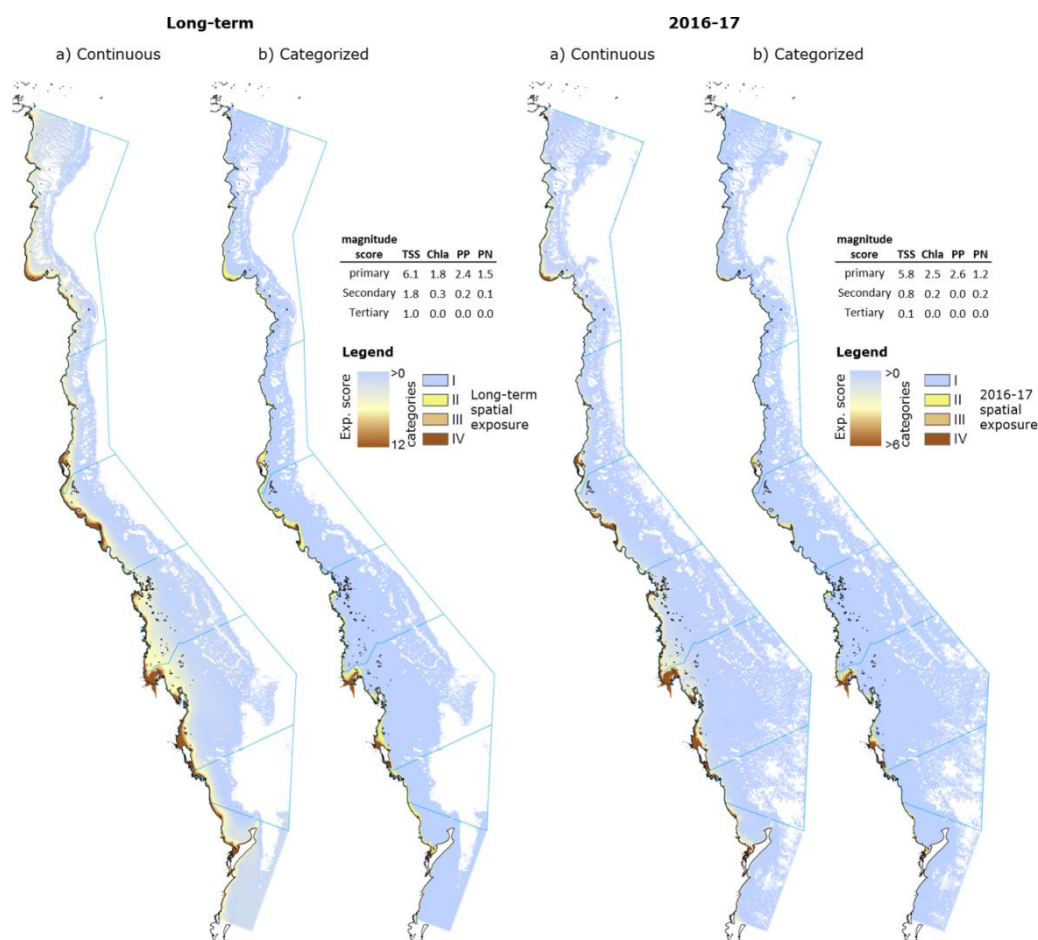 Long-term
a) Continuous
b) Categorized
magnitude
score TSS Chla PP PN
primary 6.1 1.8 2.4 1.5
Secondary 1.8 0.3 0.2 0.1
Tertiary 1.0 0.0 0.0 0.0
Legend
Exp. score
>0
12
categories
I
II
III
IV
Long-term
spatial
exposure
2016-17
a) Continuous
b) Categorized
magnitude
score TSS Chla PP PN
primary 5.8 2.5 2.6 1.2
Secondary 0.8 0.2 0.0 0.2
Tertiary 0.1 0.0 0.0 0.0
Legend
Exp. score
>0
>6
categories
I
II
III
IV
2016-17
spatial
exposure